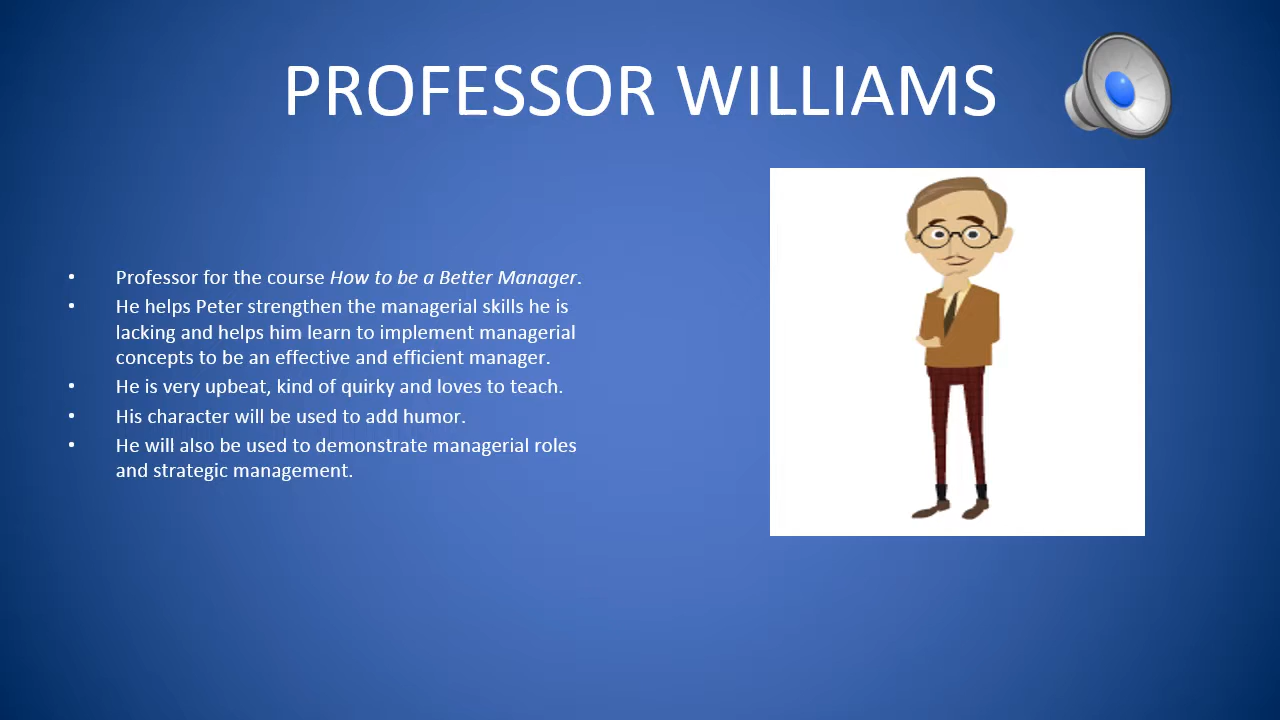 PROFESSOR WILLIAMS
• Professor for the course How to be a Better Manager.
• He helps Peter strengthen the managerial skills he is
lacking and helps him learn to implement managerial
concepts to be an effective and efficient manager.
• He is very upbeat, kind of quirky and loves to teach.
• His character will be used to add humor.
• He will also be used to demonstrate managerial roles
and strategic management.